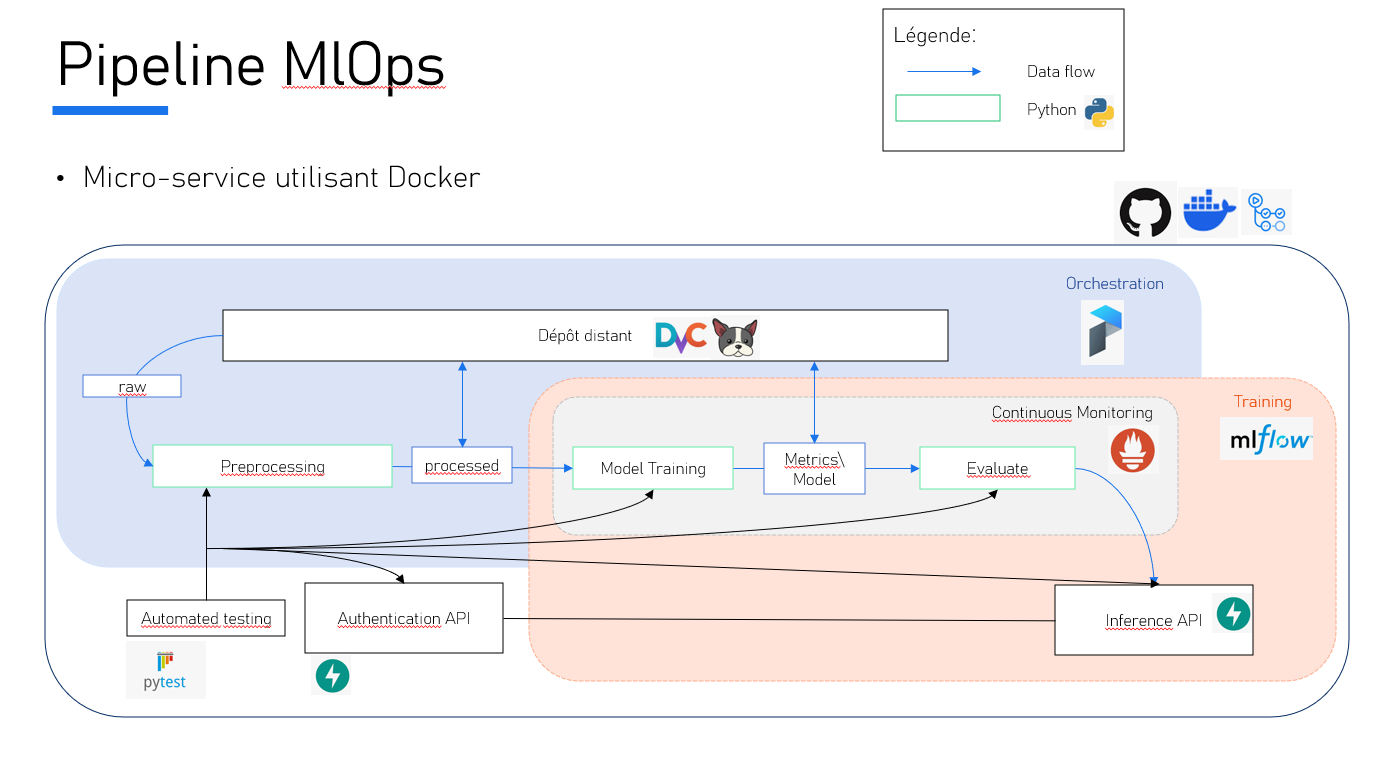 Pipeline MlOps
Légende:
Data flow
Python
• Micro-service utilisant Docker
Orchestration
Dépôt distant DVC
raw
Training
mlflow
Continuous Monitoring
Preprocessing
processed
Model Training
Metrics\
Model
Evaluate
Automated testing
Authentication API
Inference API
pytest